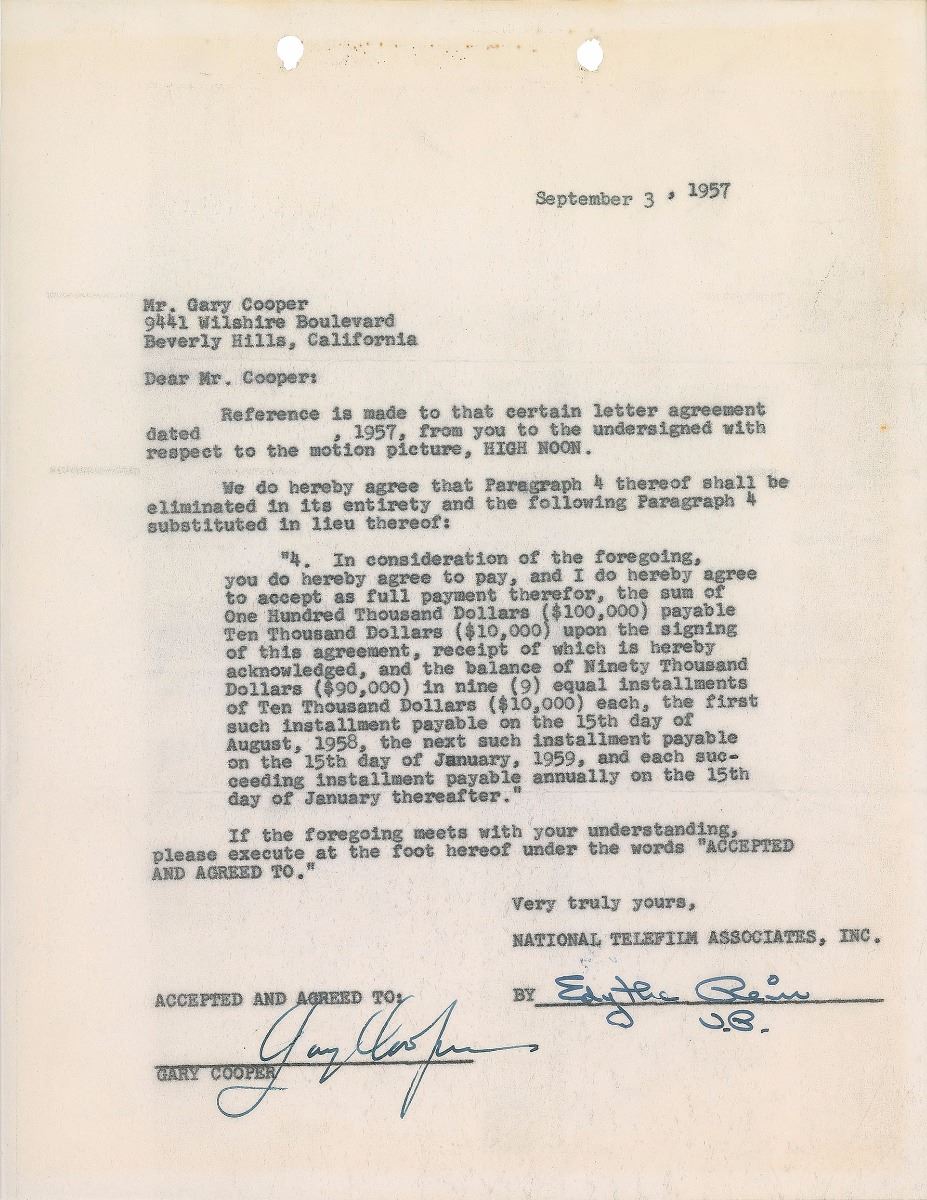 September 3, 1957
Mr. Gary Cooper
9441 Wilshire Boulevard
Beverly Hills, California
Dear Mr. Cooper:
Reference is made to that certain letter agreement
dated , 1957, from you to the undersigned with
respect to the motion picture, HIGH NOON.
We do hereby agree that Paragraph 4 thereof shall be
eliminated in its entirety and the following Paragraph 4
substituted in lieu thereof:
"4. In consideration of the foregoing,
you do hereby agree to pay, and I do hereby agree
to accept as full payment therefor, the sum of
One Hundred Thousand Dollars ($100,000) payable
Ten Thousand Dollars ($10,000) upon the signing
of this agreement, receipt of which is hereby
acknowledged, and the balance of Ninety Thousand
Dollars ($90,000) in nine (9) equal installments
of Ten Thousand Dollars ($10,000) each, the first
such installment payable on the 15th day of
August, 1958, the next such installment payable
on the 15th day of January, 1959, and each suc-
ceeding installment payable annually on the 15th
day of January thereafter."
If the foregoing meets with your understanding,
please execute at the foot hereof under the words "ACCEPTED
AND AGREED TO."
Very truly yours,
NATIONAL TELEFILM ASSOCIATES, INC.
BY Edythe Rein
V.P.
ACCEPTED AND AGREED TO:
Gary Cooper
GARY COOPER